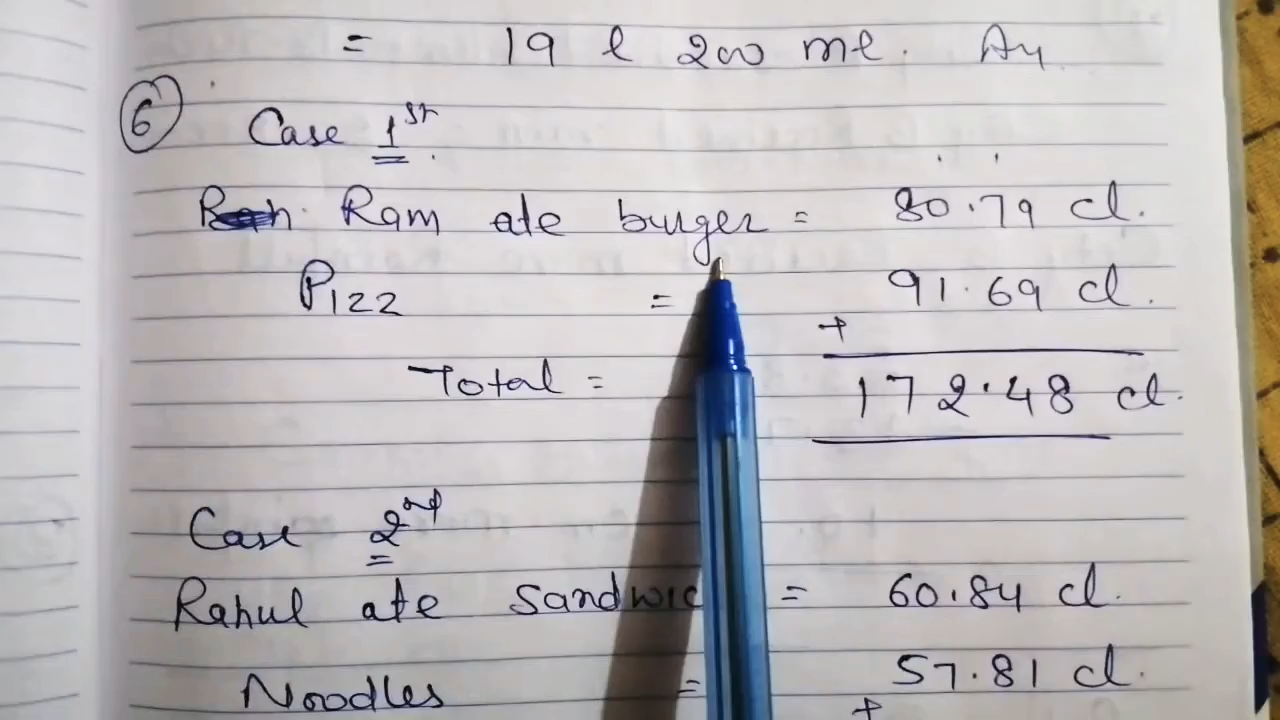 = 19 l 200 ml. An
6 Case 1st
Ram ate burger = 80.79 cl.
Pizz = 91.69 cl.
+
Total = 172.48 cl.
Case 2nd
Rahul ate Sandwic = 60.84 cl.
Noodles = 57.81 cl.
+